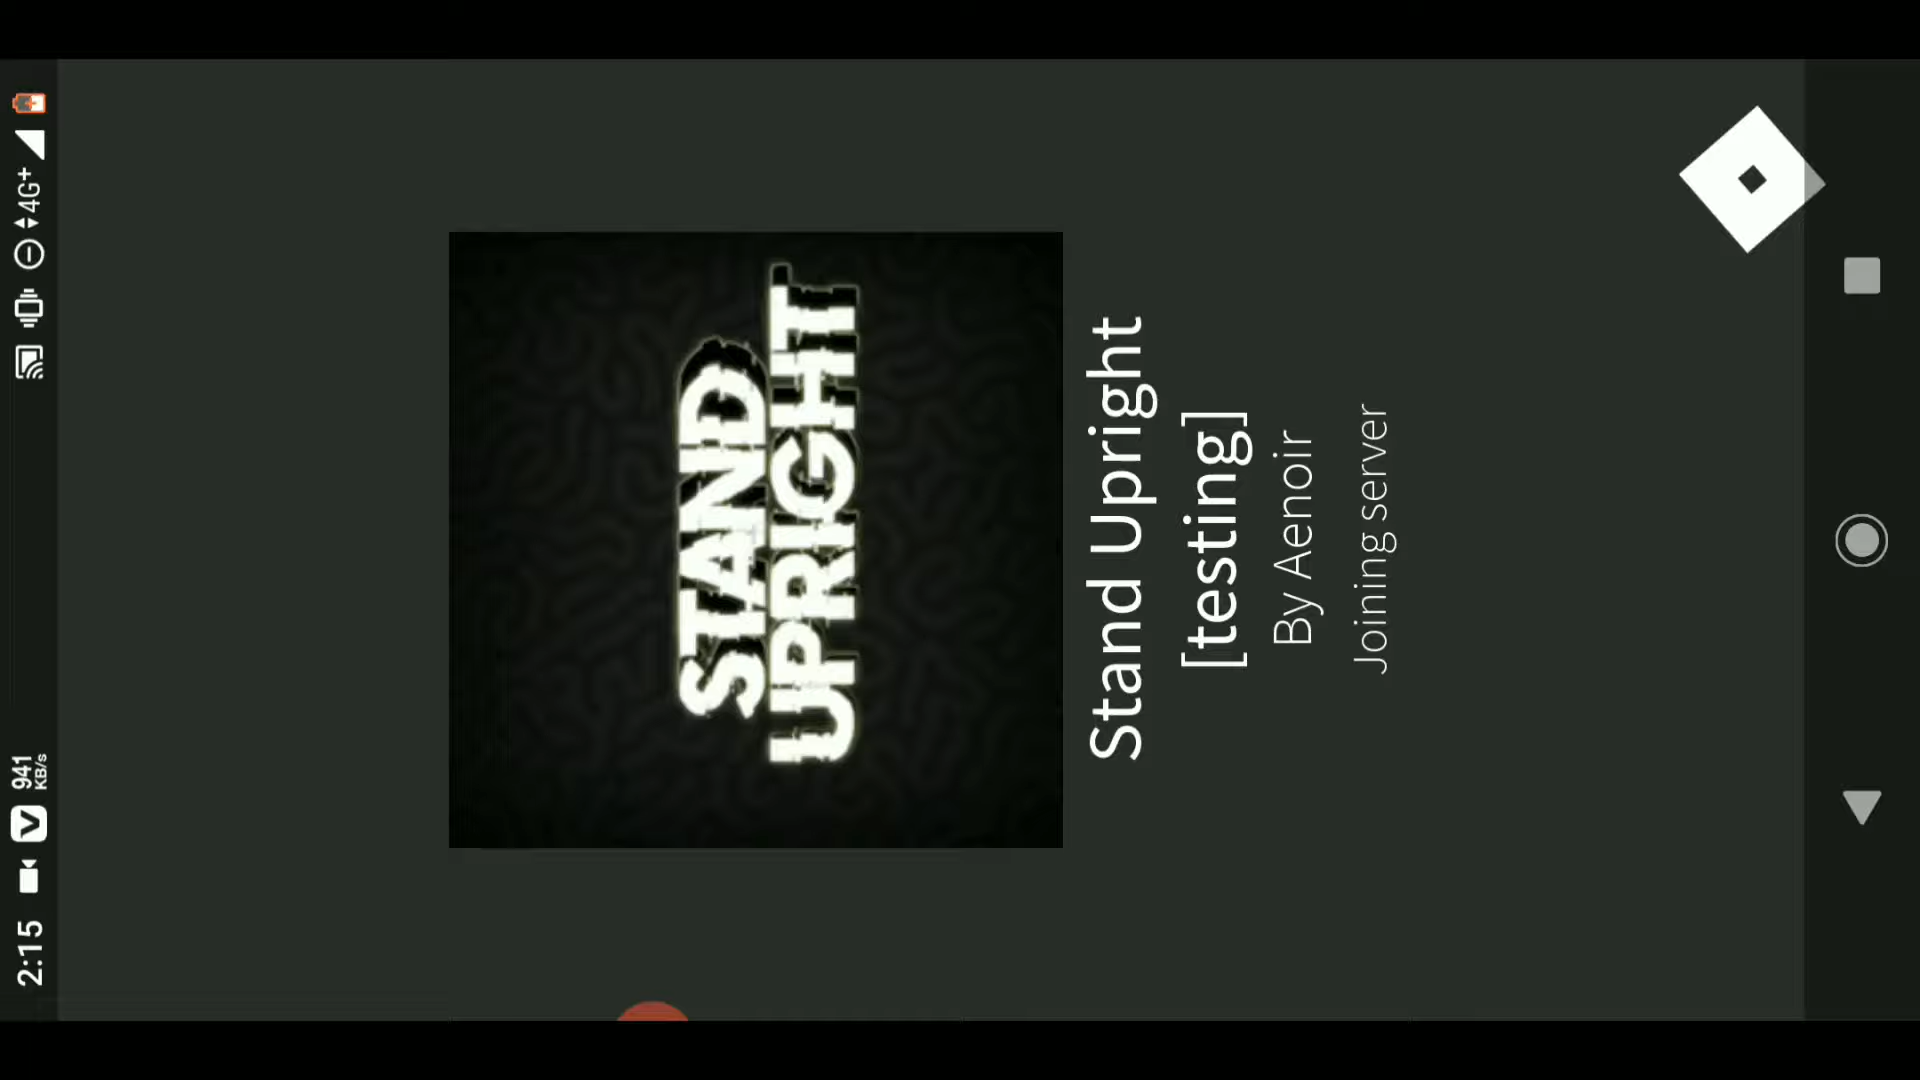 2:15
941
KB/s
4G+
STAND
UPRIGHT
Stand Upright
[testing]
By Aenoir
Joining server